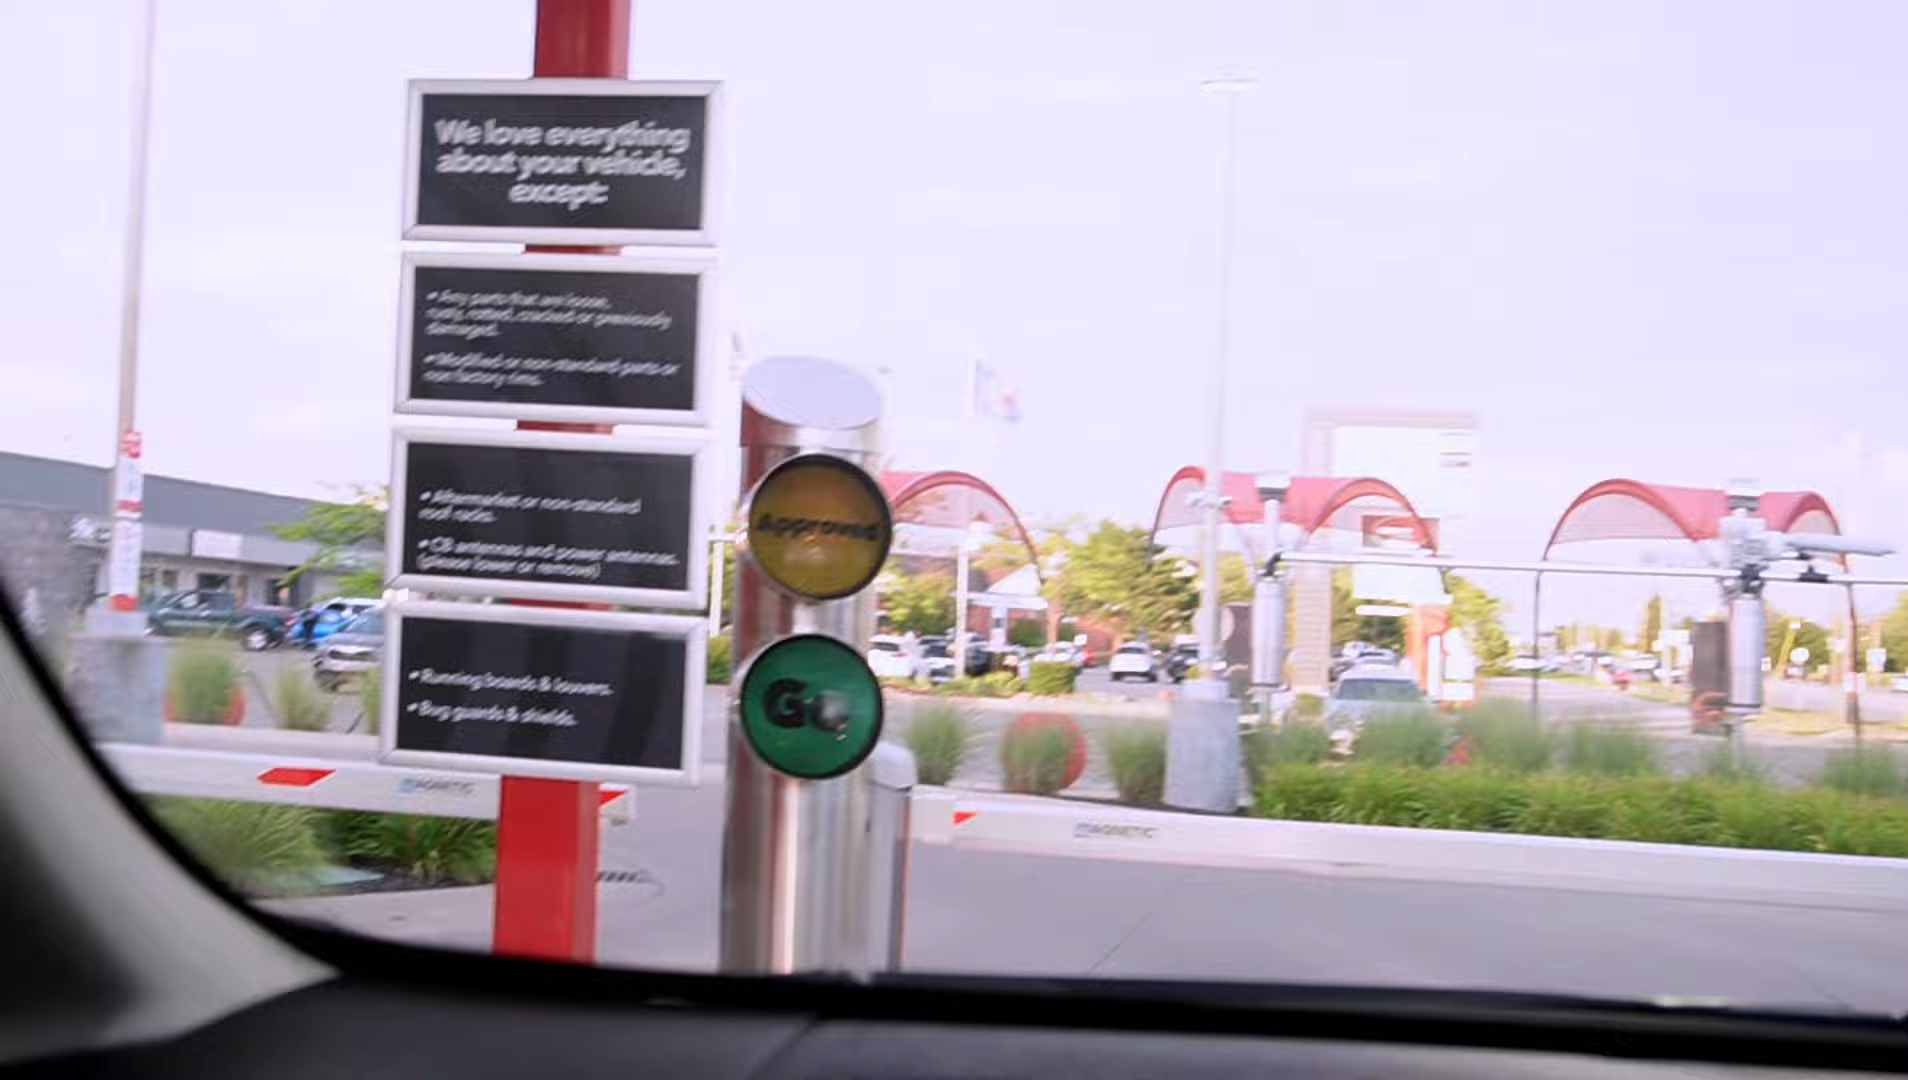 We love everything
about your vehicle,
except:
• Any parts that are loose,
rusty, rotted, cracked or previously
damaged.
• Modified or non-standard parts or
non factory rims.
• Aftermarket or non-standard
roof racks.
• CB antennas and power antennas.
(please lower or remove)
• Running boards & louvers.
• Bug guards & shields.
Approved
Go
MAGNETIC
MAGNETIC